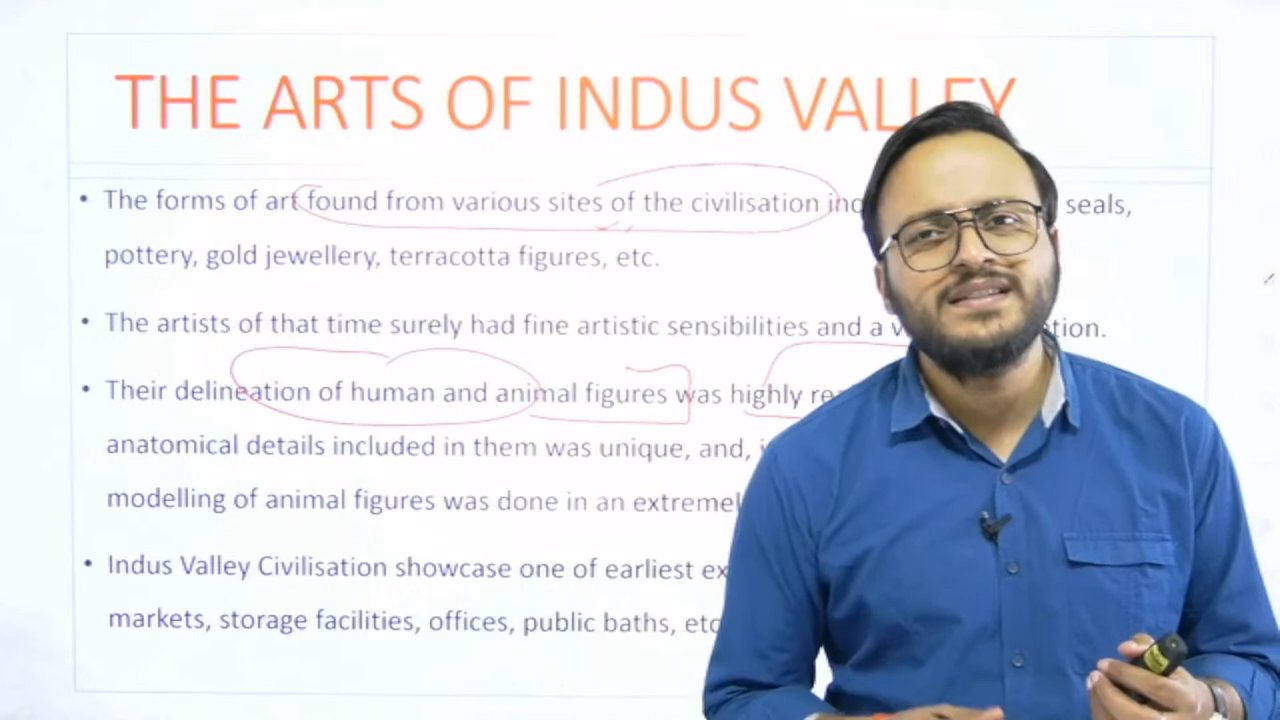 THE ARTS OF INDUS VALLEY
• The forms of art found from various sites of the civilisation seals,
pottery, gold jewellery, terracotta figures, etc.
• The artists of that time surely had fine artistic sensibilities and a
• Their delineation of human and animal figures was highly
anatomical details included in them was unique, and,
modelling of animal figures was done in an
• Indus Valley Civilisation showcase one of earliest
markets, storage facilities, offices, public baths,